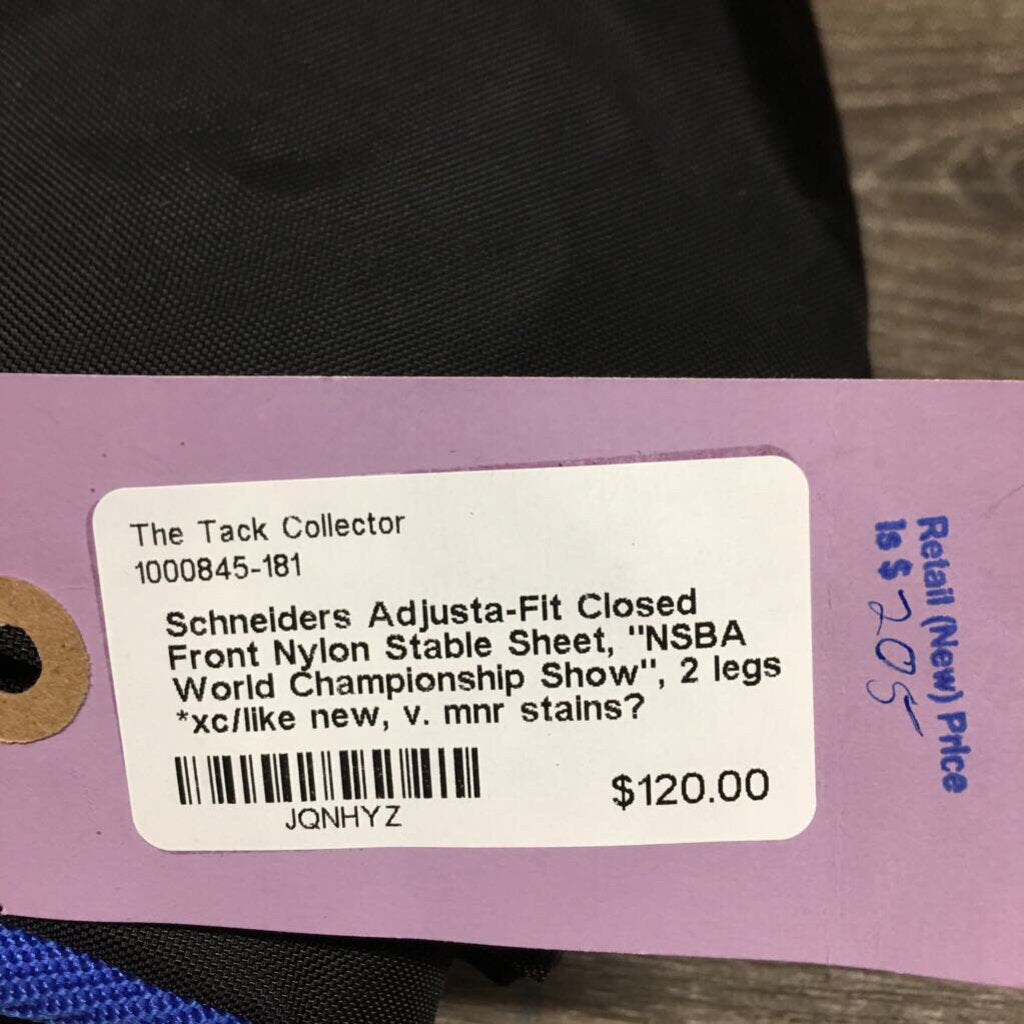 The Tack Collector
1000845-181
Schneiders Adjusta-Fit Closed
Front Nylon Stable Sheet, "NSBA
World Championship Show", 2 legs
*xc/like new, v. mnr stains?
JQNHYZ
$120.00
Retail (New) Price
Is $ 205